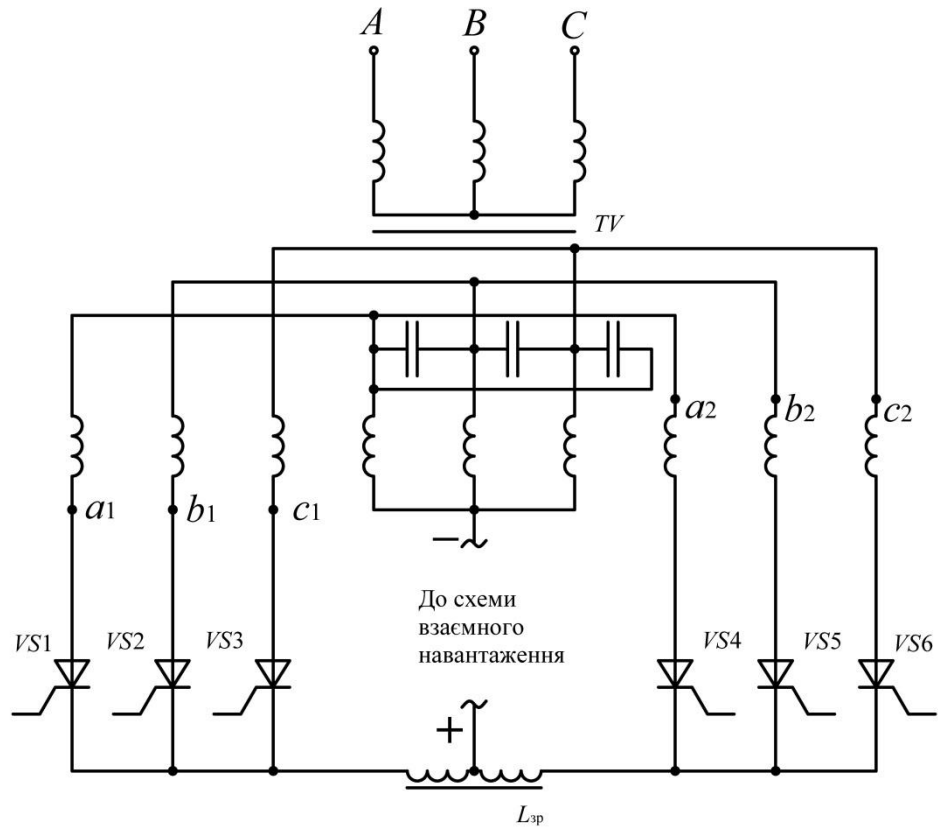 A B C
TV
a2 b2 c2
a1 b1 c1
−
До схеми
взаємного
навантаження
VS1 VS2 VS3 VS4 VS5 VS6
+
Lзр